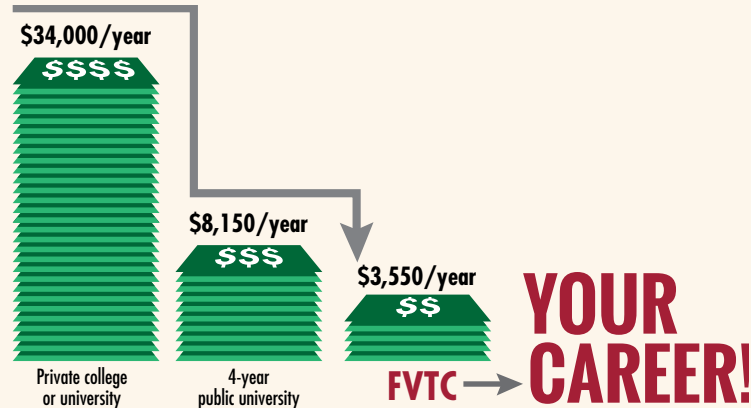 $34,000/year
$$$$
Private college
or university
$8,150/year
$$$
4-year
public university
$3,550/year
$$
FVTC
YOUR
CAREER!